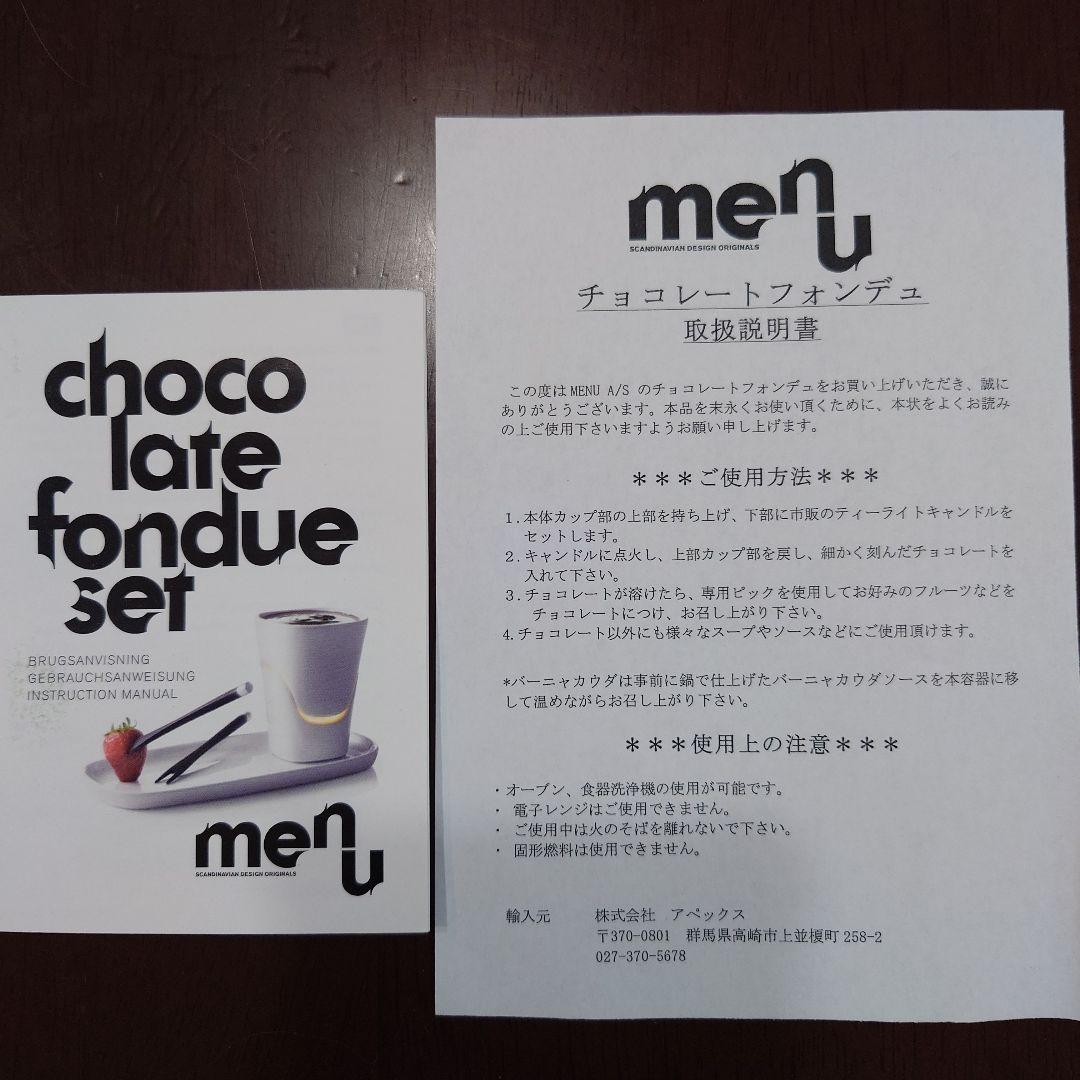 choco
late
fondue
set
BRUGSANVISNING
GEBRAUCHSANWEISUNG
INSTRUCTION MANUAL
menu
SCANDINAVIAN DESIGN ORIGINALS
menu
SCANDINAVIAN DESIGN ORIGINALS
チョコレートフォンデュ
取扱説明書
この度はMENU A/S のチョコレートフォンデュをお買い上げいただき、誠に
ありがとうございます。本品を末永くお使い頂くために、本状をよくお読み
の上ご使用下さいますようお願い申し上げます。
＊＊＊ご使用方法＊＊＊
1.本体カップ部の上部を持ち上げ、下部に市販のティーライトキャンドルを
セットします。
2.キャンドルに点火し、上部カップ部を戻し、細かく刻んだチョコレートを
入れて下さい。
3.チョコレートが溶けたら、専用ピックを使用してお好みのフルーツなどを
チョコレートにつけ、お召し上がり下さい。
4.チョコレート以外にも様々なスープやソースなどにご使用頂けます。
*バーニャカウダは事前に鍋で仕上げたバーニャカウダソースを本容器に移
して温めながらお召し上がり下さい。
＊＊＊使用上の注意＊＊＊
・オーブン、食器洗浄機の使用が可能です。
・ 電子レンジはご使用できません。
・ ご使用中は火のそばを離れないで下さい。
・ 固形燃料は使用できません。
輸入元 株式会社 アペックス
〒370-0801 群馬県高崎市上並榎町 258-2
027-370-5678